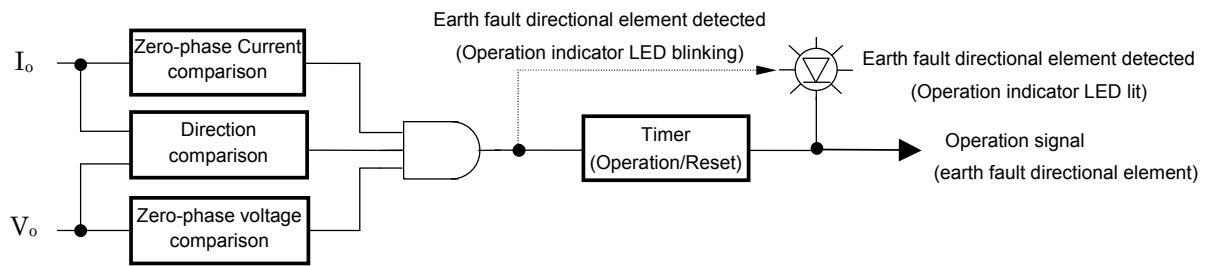 Earth fault directional element detected
(Operation indicator LED blinking)
Zero-phase Current
comparison
Io
Earth fault directional element detected
(Operation indicator LED lit)
Direction
comparison
Timer
(Operation/Reset)
Operation signal
(earth fault directional element)
Zero-phase voltage
comparison
Vo